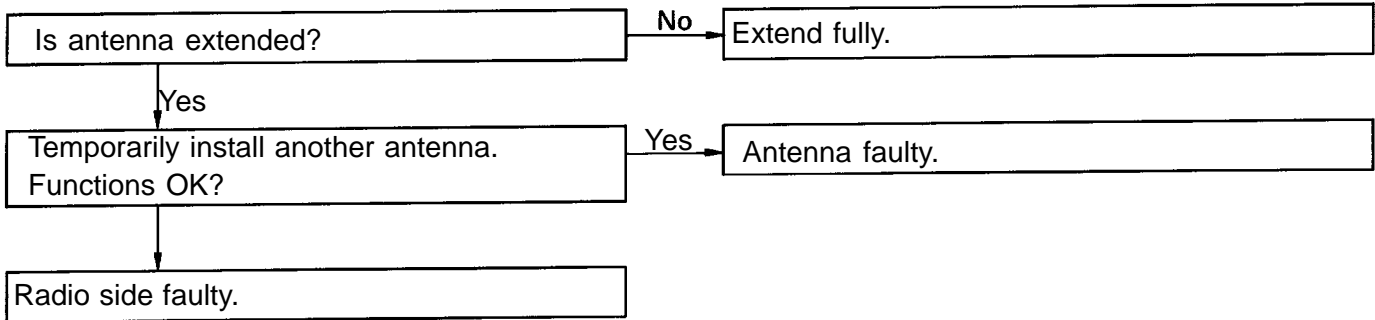 Is antenna extended?
No
Extend fully.
Yes
Temporarily install another antenna.
Functions OK?
Yes
Antenna faulty.
Radio side faulty.